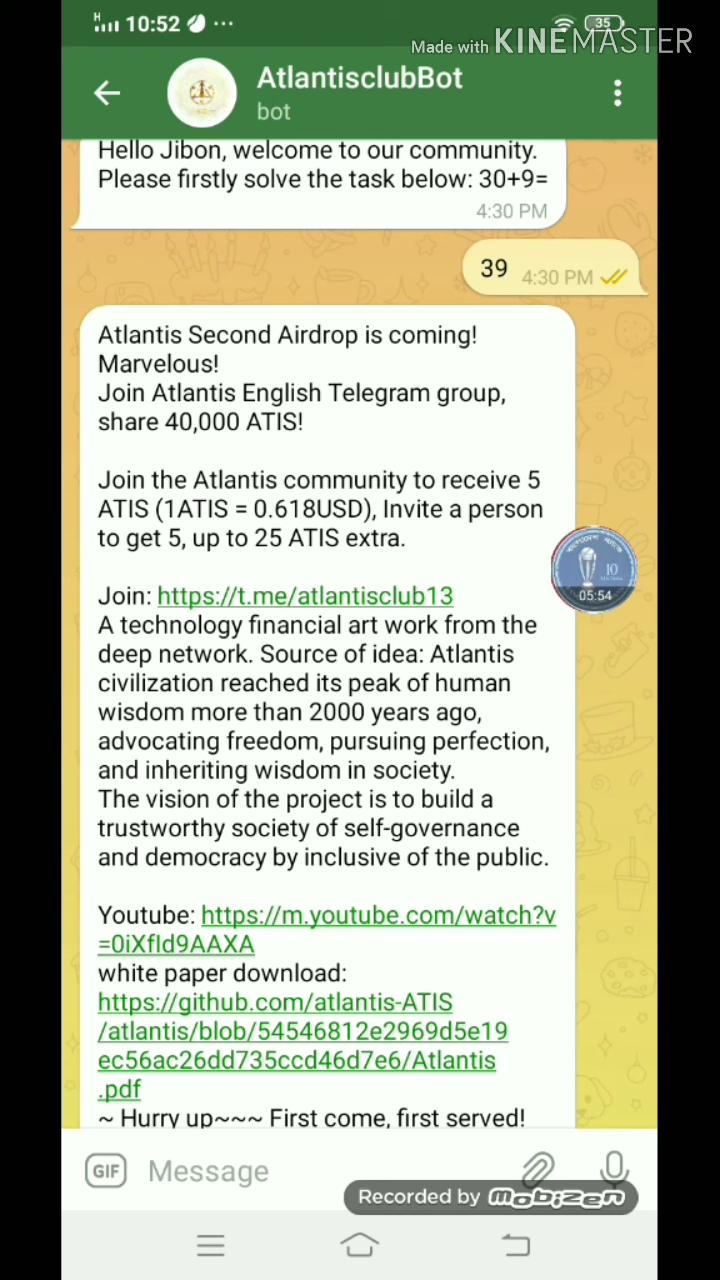 H
10:52
35
Made with KINEMASTER
AtlantisclubBot
bot
Hello Jibon, welcome to our community.
Please firstly solve the task below: 30+9=
4:30 PM
39
4:30 PM
Atlantis Second Airdrop is coming!
Marvelous!
Join Atlantis English Telegram group,
share 40,000 ATIS!
Join the Atlantis community to receive 5
ATIS (1ATIS = 0.618USD), Invite a person
to get 5, up to 25 ATIS extra.
10
05:54
Join: https://t.me/atlantisclub13
A technology financial art work from the
deep network. Source of idea: Atlantis
civilization reached its peak of human
wisdom more than 2000 years ago,
advocating freedom, pursuing perfection,
and inheriting wisdom in society.
The vision of the project is to build a
trustworthy society of self-governance
and democracy by inclusive of the public.
Youtube: https://m.youtube.com/watch?v
=0iXfId9AAXA
white paper download:
https://github.com/atlantis-ATIS
/atlantis/blob/54546812e2969d5e19
ec56ac26dd735ccd46d7e6/Atlantis
.pdf
~ Hurry up~~~ First come, first served!
GIF
Message
Recorded by mobizen